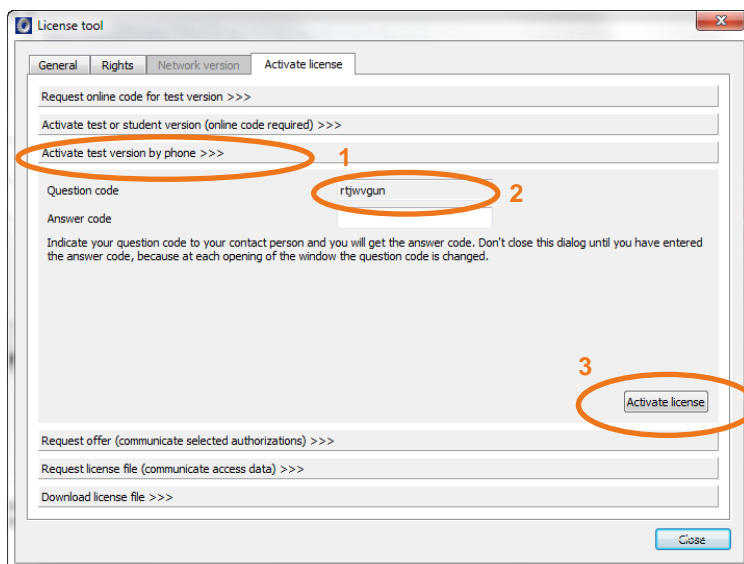 License tool
General Rights Network version Activate license
Request online code for test version >>>
Activate test or student version (online code required) >>>
Activate test version by phone >>> 1
Question code rtjwvgun 2
Answer code
Indicate your question code to your contact person and you will get the answer code. Don't close this dialog until you have entered
the answer code, because at each opening of the window the question code is changed.
3
Activate license
Request offer (communicate selected authorizations) >>>
Request license file (communicate access data) >>>
Download license file >>>
Close